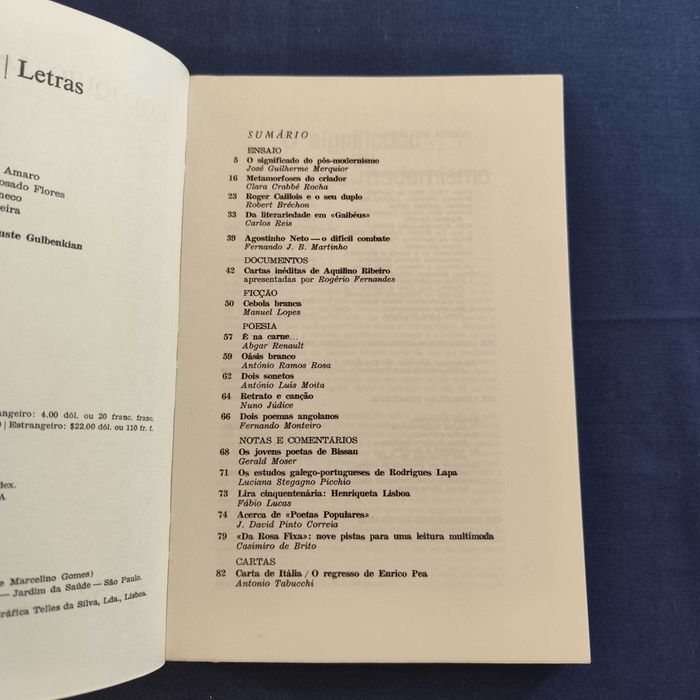 | Letras
Amaro
osado Flores
neco
eira
uste Gulbenkian
rangeiro: 4.00 dól. ou 20 franc. franc.
| Estrangeiro: $22.00 dól. ou 110 fr. f.
dex.
A
e Marcelino Gomes)
— Jardim da Saúde — São Paulo.
ráfica Telles da Silva, Lda., Lisboa.
SUMÁRIO
ENSAIO
5 O significado do pós-modernismo
José Guilherme Merquior
16 Metamorfoses do criador
Clara Crabbé Rocha
23 Roger Caillois e o seu duplo
Robert Bréchon
33 Da literariedade em «Gaibéus»
Carlos Reis
39 Agostinho Neto — o difícil combate
Fernando J. B. Martinho
DOCUMENTOS
42 Cartas inéditas de Aquilino Ribeiro
apresentadas por Rogério Fernandes
FICÇÃO
50 Cebola branca
Manuel Lopes
POESIA
57 É na carne...
Abgar Renault
59 Oásis branco
António Ramos Rosa
62 Dois sonetos
António Luís Moita
64 Retrato e canção
Nuno Júdice
66 Dois poemas angolanos
Fernando Monteiro
NOTAS E COMENTÁRIOS
68 Os jovens poetas de Bissau
Gerald Moser
71 Os estudos galego-portugueses de Rodrigues Lapa
Luciana Stegagno Picchio
73 Lira cinquentenária: Henriqueta Lisboa
Fábio Lucas
74 Acerca de «Poetas Populares»
J. David Pinto Correia
79 «Da Rosa Fixa»: nove pistas para uma leitura multímoda
Casimiro de Brito
CARTAS
82 Carta de Itália / O regresso de Enrico Pea
Antonio Tabucchi